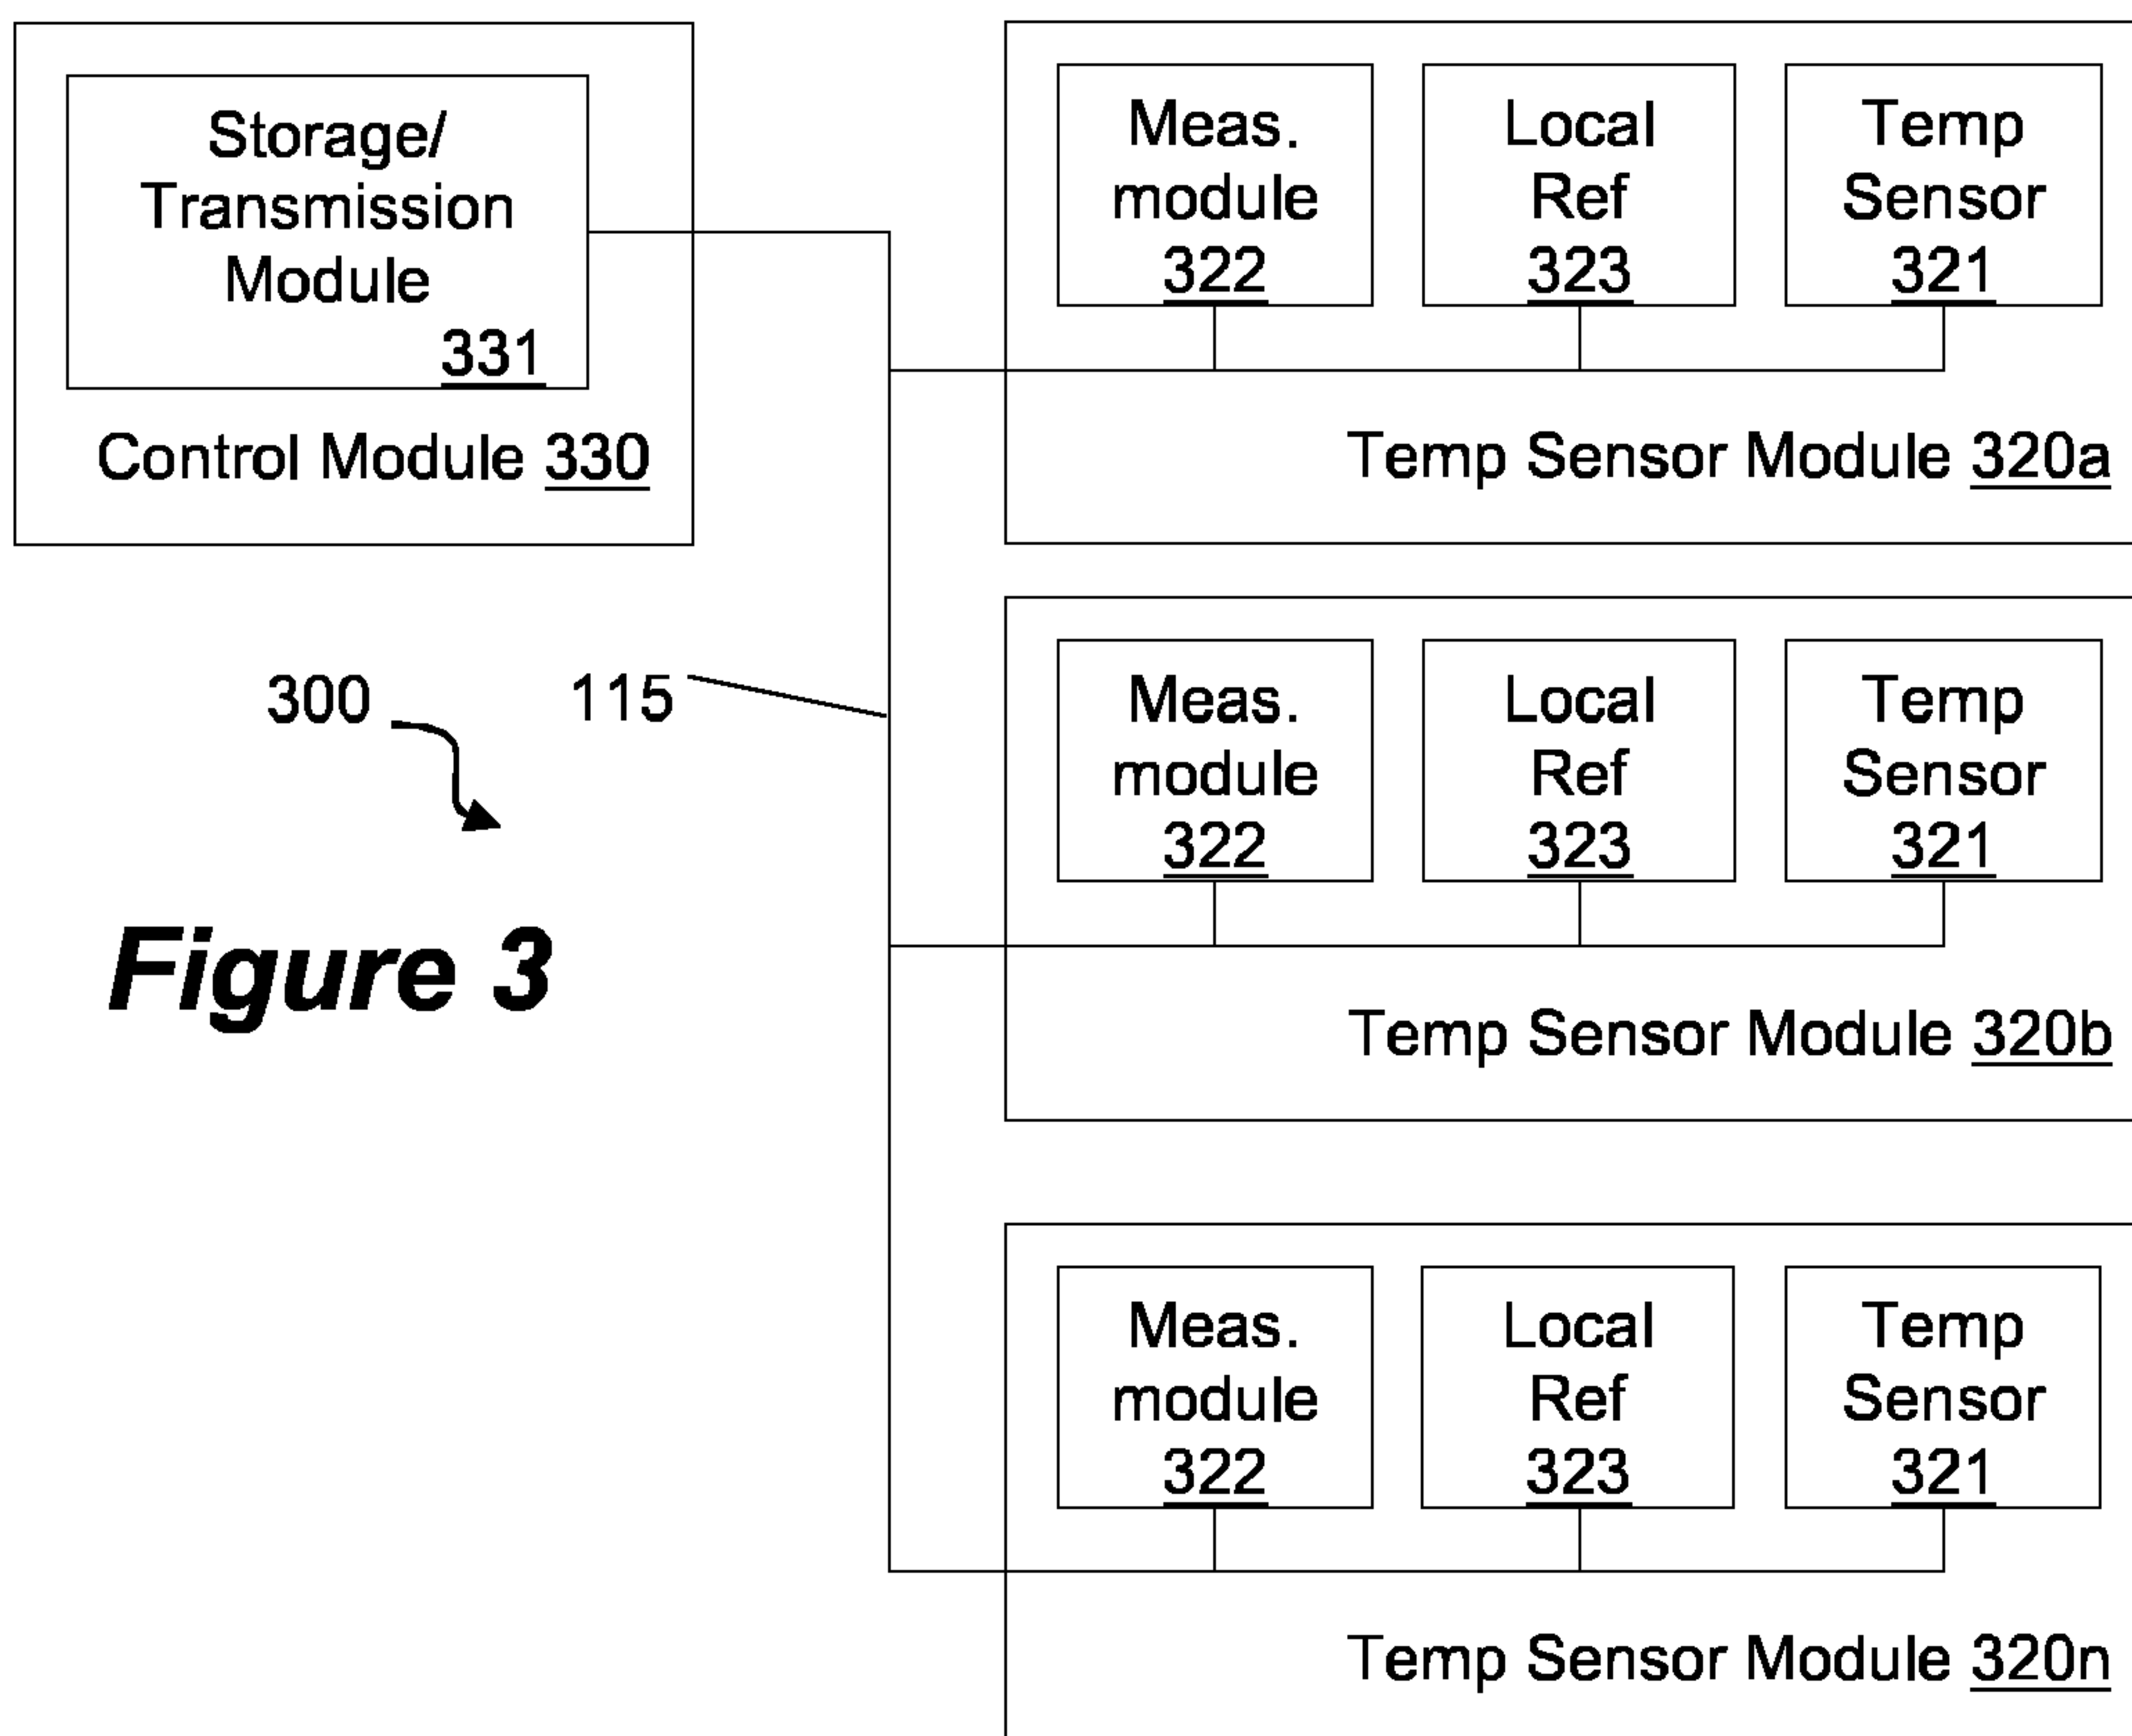 Storage/
Transmission
Module
331
Control Module 330
Meas.
module
322
Local
Ref
323
Temp
Sensor
321
Temp Sensor Module 320a
300
115
Figure 3
Meas.
module
322
Local
Ref
323
Temp
Sensor
321
Temp Sensor Module 320b
Meas.
module
322
Local
Ref
323
Temp
Sensor
321
Temp Sensor Module 320n